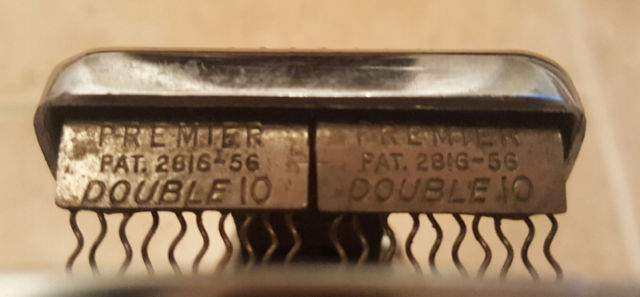 PREMIER
PAT. 2816-56
DOUBLE 10
PREMIER
PAT. 2816-56
DOUBLE 10